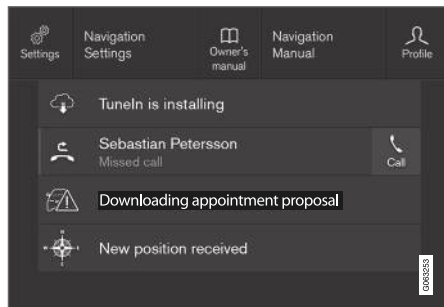 Settings
Navigation
Settings
Owner's
manual
Navigation
Manual
Profile
TuneIn is installing
Sebastian Petersson
Missed call
Call
Downloading appointment proposal
New position received
G063253